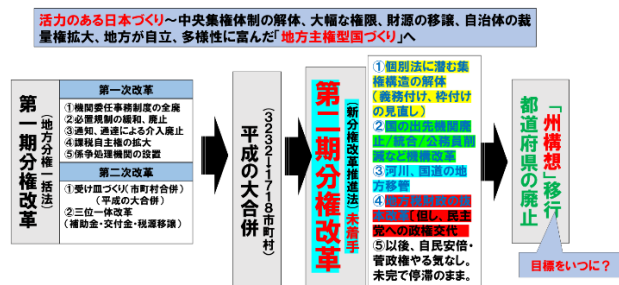 活力のある日本づくり～中央集権体制の解体、大幅な権限、財源の移譲、自治体の裁
量権拡大、地方が自立、多様性に富んだ「地方主権型国づくり」へ
第一期分権改革
（地方分権一括法）
第一次改革
①機関委任事務制度の全廃
②必置規制の緩和、廃止
③通知、通達による介入廃止
④課税自主権の拡大
⑤係争処理機関の設置
第二次改革
①受け皿づくり（市町村合併）
（平成の大合併）
②三位一体改革
（補助金・交付金・税源移譲）
平成の大合併
（3232→1718市町村）
第二期分権改革
（新分権改革推進法）未着手
①個別法に潜む集
権構造の解体
（義務付け、枠付け
の見直し）
②国の出先機関
廃止/統合/公務員削
減など機構改革
③河川、国道の地
方移管
④地方税財政の抜
本改革【但し、民主
党への政権交代
⑤以後、自民安倍・
菅政権やる気なし。
未完で停滞のまま。
「州構想」移行
都道府県の廃止
目標をいつに？